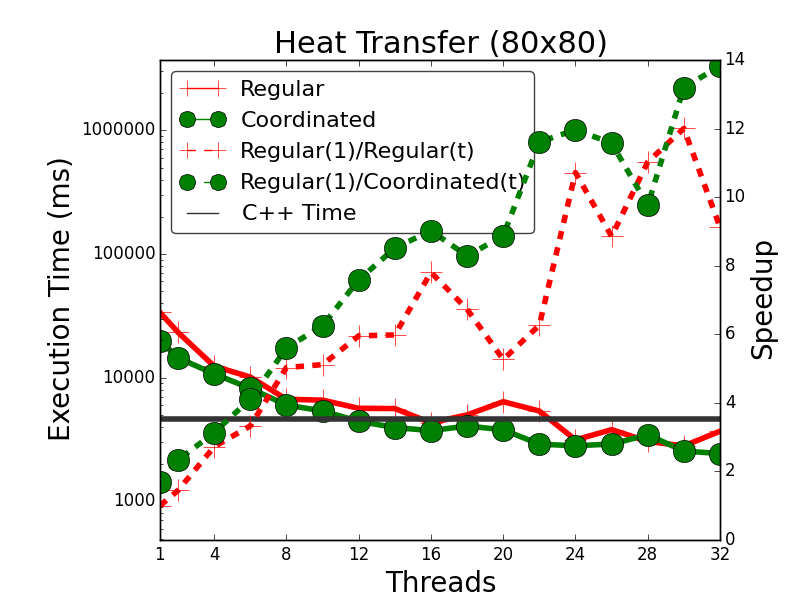 Heat Transfer (80x80)
Regular
Coordinated
Regular(1)/Regular(t)
Regular(1)/Coordinated(t)
C++ Time
Execution Time (ms)
1000000
100000
10000
1000
14
12
10
8
6
4
2
0
Speedup
1 4 8 12 16 20 24 28 32
Threads